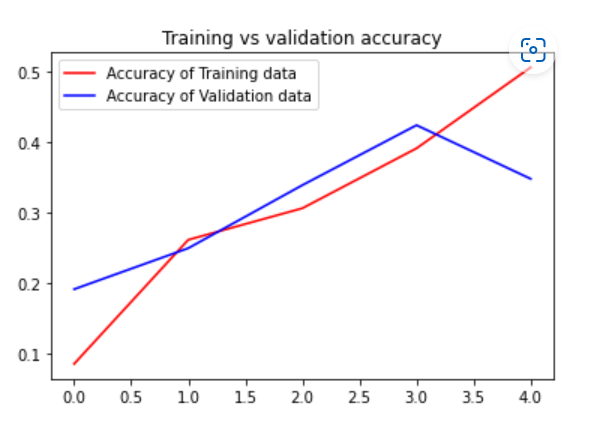 Training vs validation accuracy
Accuracy of Training data
Accuracy of Validation data
0.5
0.4
0.3
0.2
0.1
0.0 0.5 1.0 1.5 2.0 2.5 3.0 3.5 4.0